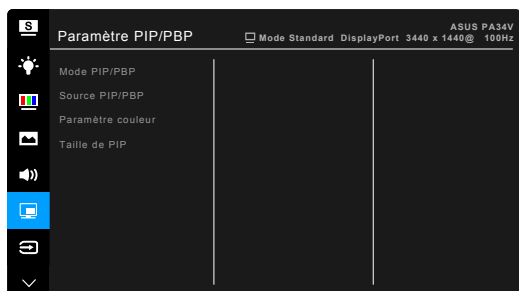 S
ASUS PA34V
Paramètre PIP/PBP
Mode Standard DisplayPort 3440 x 1440@ 100Hz
Mode PIP/PBP
Source PIP/PBP
Paramètre couleur
Taille de PIP